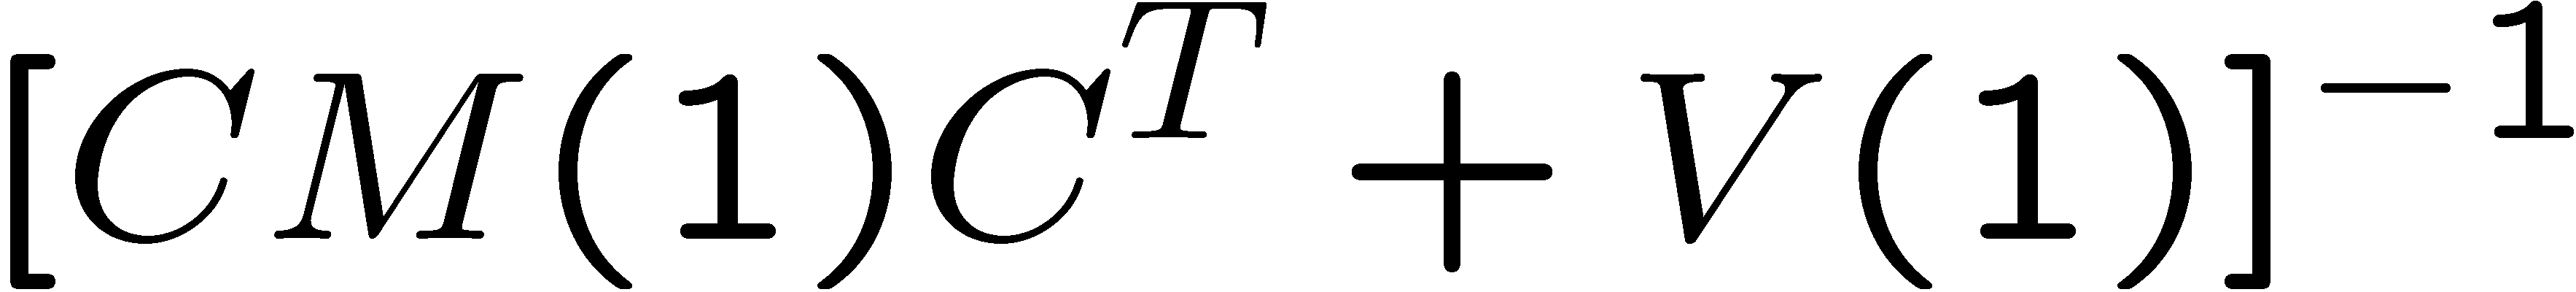 [CM(1)C^T + V(1)]^{-1}